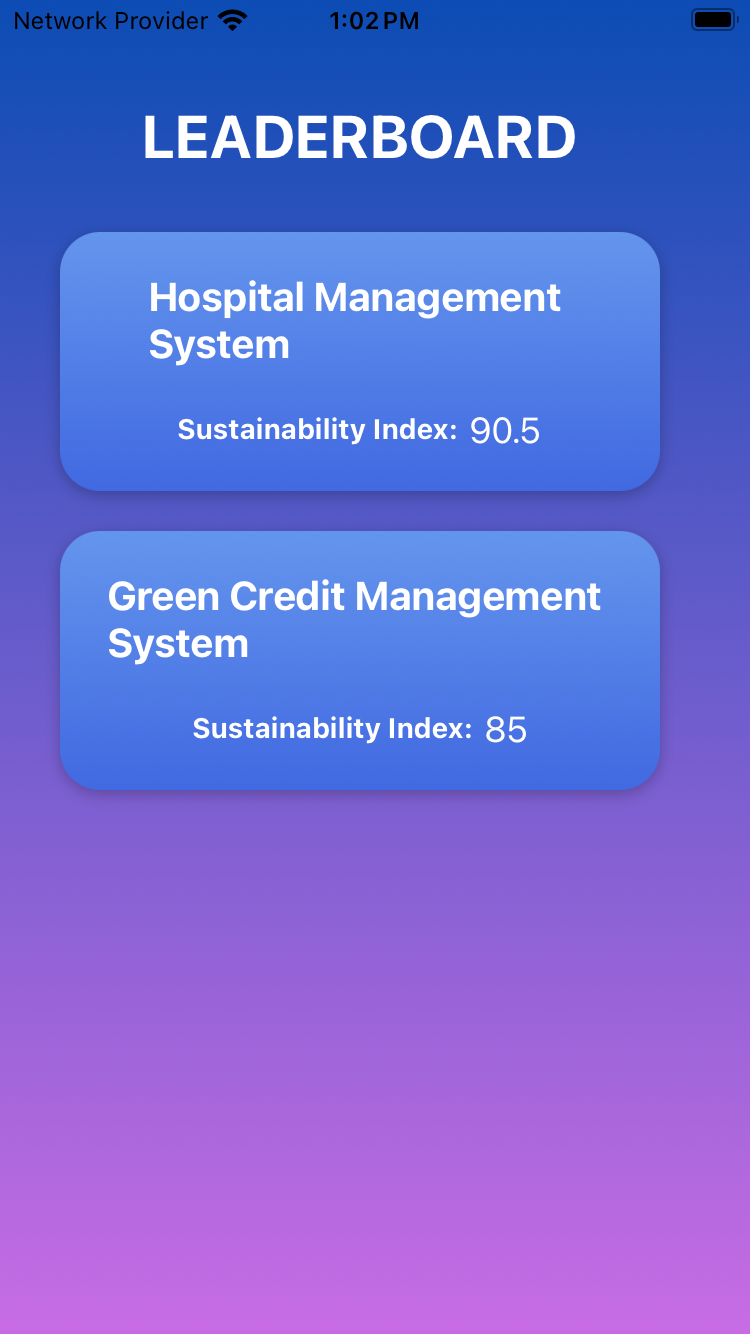 Network Provider 1:02 PM
LEADERBOARD
Hospital Management
System
Sustainability Index: 90.5
Green Credit Management
System
Sustainability Index: 85